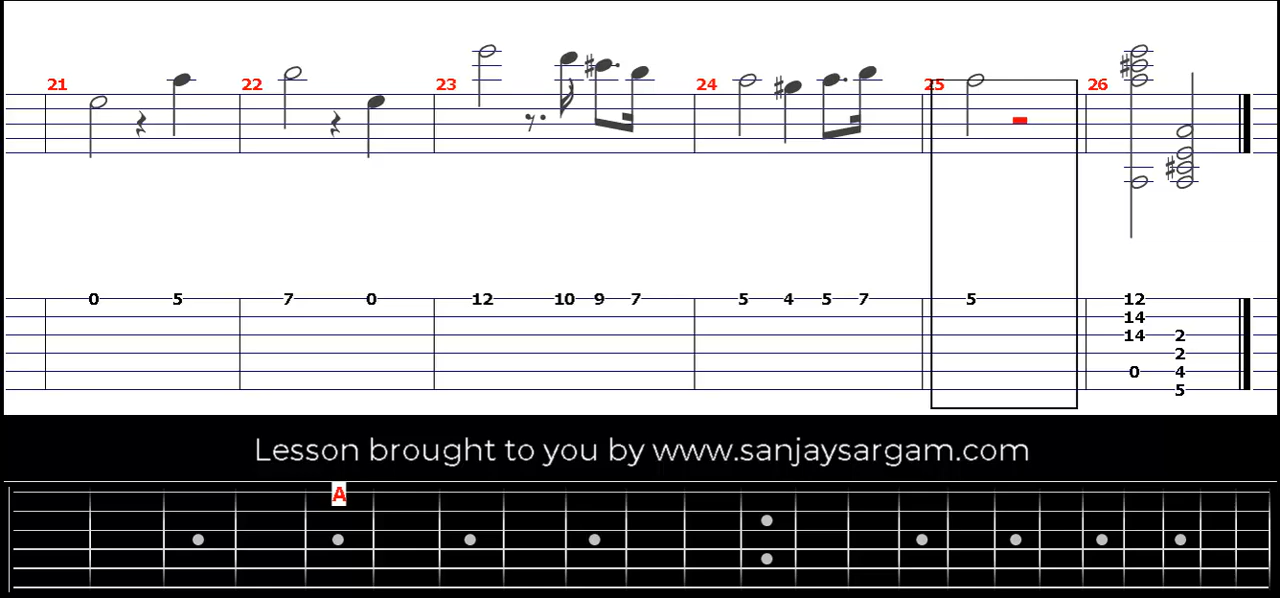 21 22 23 24 25 26
0 5 7 0 12 10 9 7 5 4 5 7 5 12
14
14 2
2
0 4
5
Lesson brought to you by www.sanjaysargam.com
A